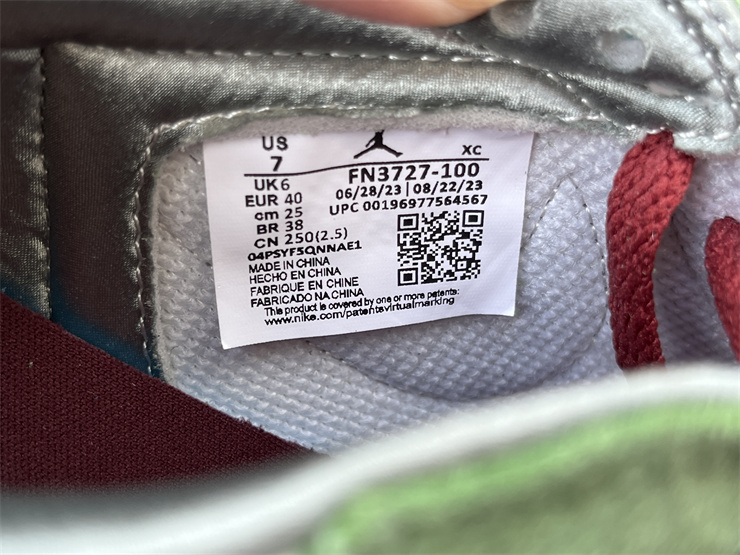 US
7
XC
FN3727-100
UK 6
06/28/23 | 08/22/23
EUR 40
UPC 00196977564567
cm 25
BR 38
CN 250(2.5)
04PSYF5QNNAE1
MADE IN CHINA
HECHO EN CHINA
FABRIQUE EN CHINE
FABRICADO NA CHINA
This product is covered by one or more patents:
www.nike.com/patentsvirtualmarking